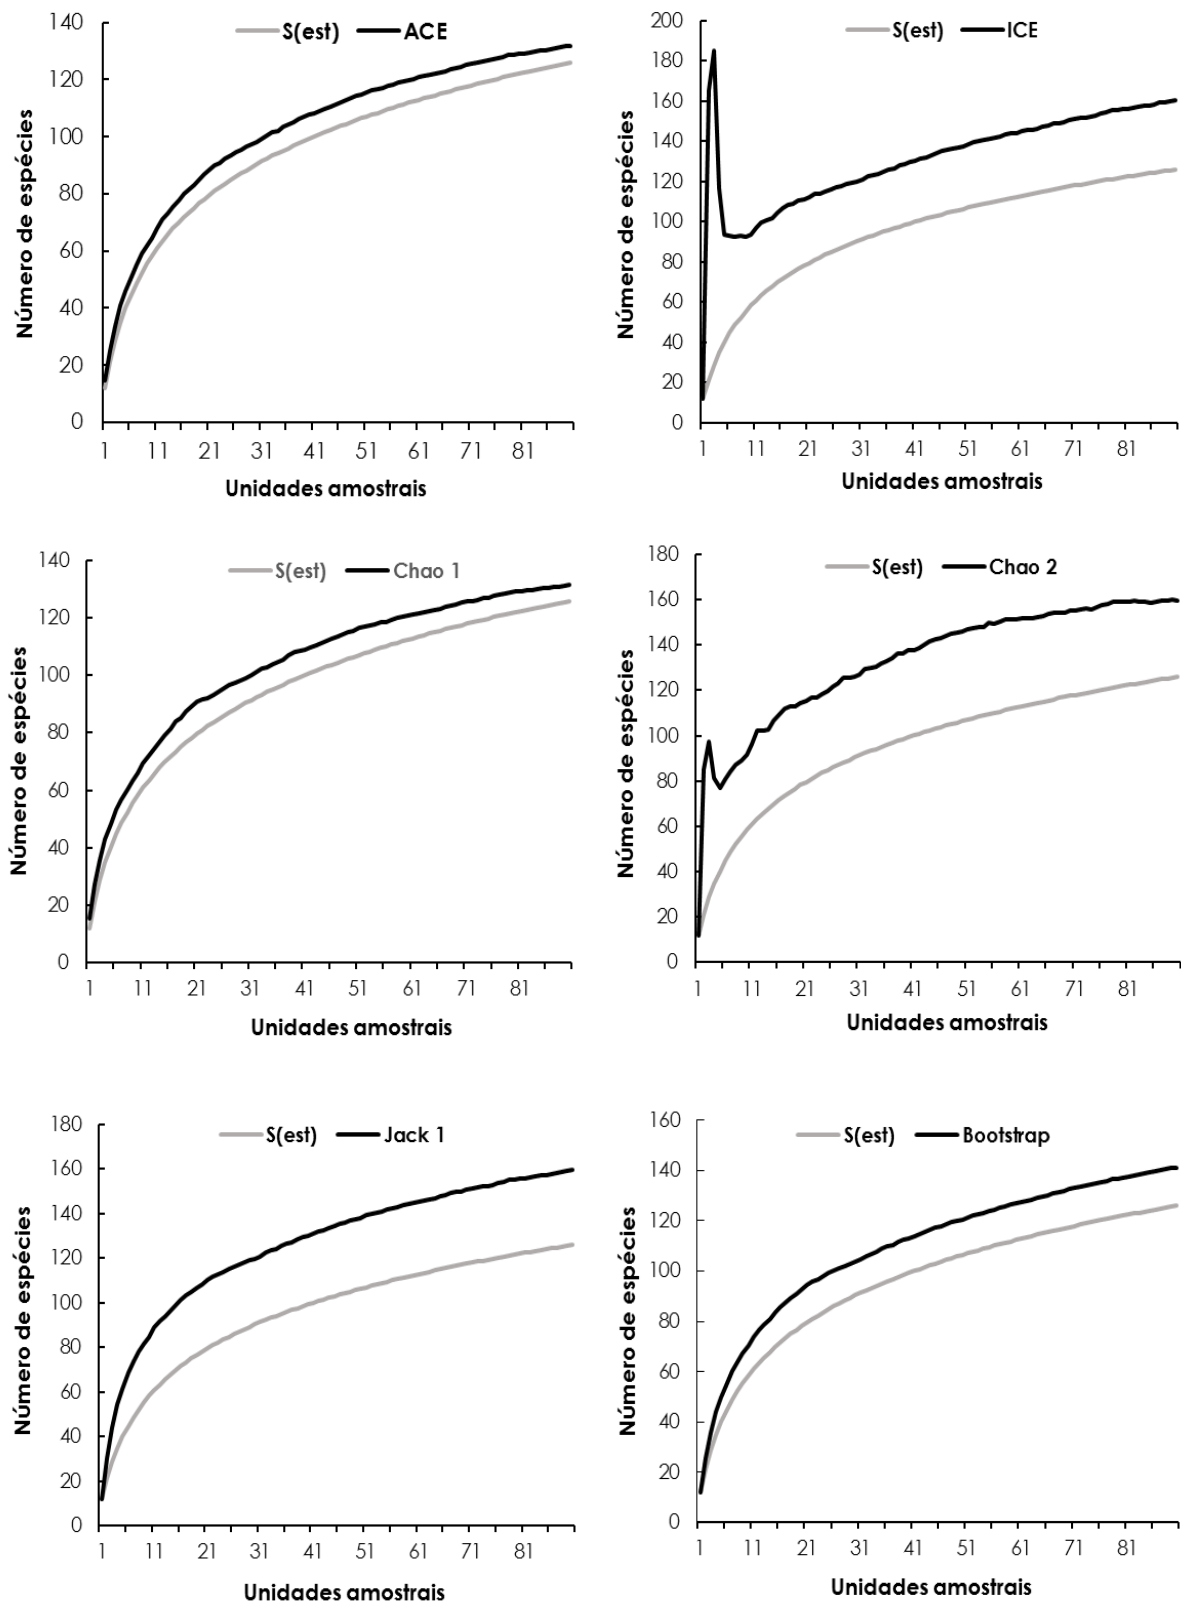 S(est) ACE
Número de espécies
140
120
100
80
60
40
20
0
1 11 21 31 41 51 61 71 81
Unidades amostrais
S(est) ICE
Número de espécies
200
180
160
140
120
100
80
60
40
20
0
1 11 21 31 41 51 61 71 81
Unidades amostrais
S(est) Chao 1
Número de espécies
140
120
100
80
60
40
20
0
1 11 21 31 41 51 61 71 81
Unidades amostrais
S(est) Chao 2
Número de espécies
180
160
140
120
100
80
60
40
20
0
1 11 21 31 41 51 61 71 81
Unidades amostrais
S(est) Jack 1
Número de espécies
180
160
140
120
100
80
60
40
20
0
1 11 21 31 41 51 61 71 81
Unidades amostrais
S(est) Bootstrap
Número de espécies
160
140
120
100
80
60
40
20
0
1 11 21 31 41 51 61 71 81
Unidades amostrais